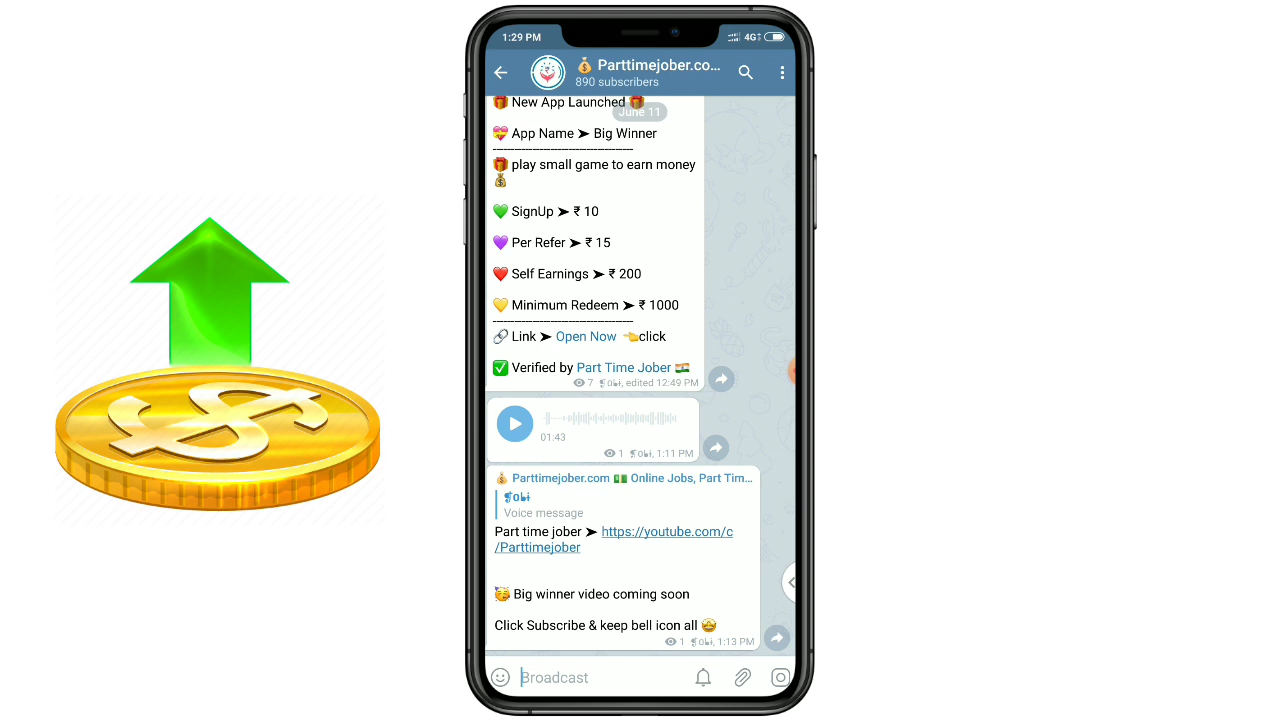 1:29 PM
4G
💰 Parttimejober.co...
890 subscribers
🎁 New App Launched 🎁
June 11
💝 App Name ➤ Big Winner
-----------------------------------
🎁 play small game to earn money
💰
💚 SignUp ➤ ₹ 10
💜 Per Refer ➤ ₹ 15
❤️ Self Earnings ➤ ₹ 200
💛 Minimum Redeem ➤ ₹ 1000
-----------------------------------
🔗 Link ➤ Open Now 👈click
✅ Verified by Part Time Jober 🇮🇳
7
edited 12:49 PM
01:43
1
1:11 PM
💰 Parttimejober.com 💵 Online Jobs, Part Tim...
Voice message
Part time jober ➤ https://youtube.com/c
/Parttimejober
🥳 Big winner video coming soon
Click Subscribe & keep bell icon all 🤩
1
1:13 PM
Broadcast